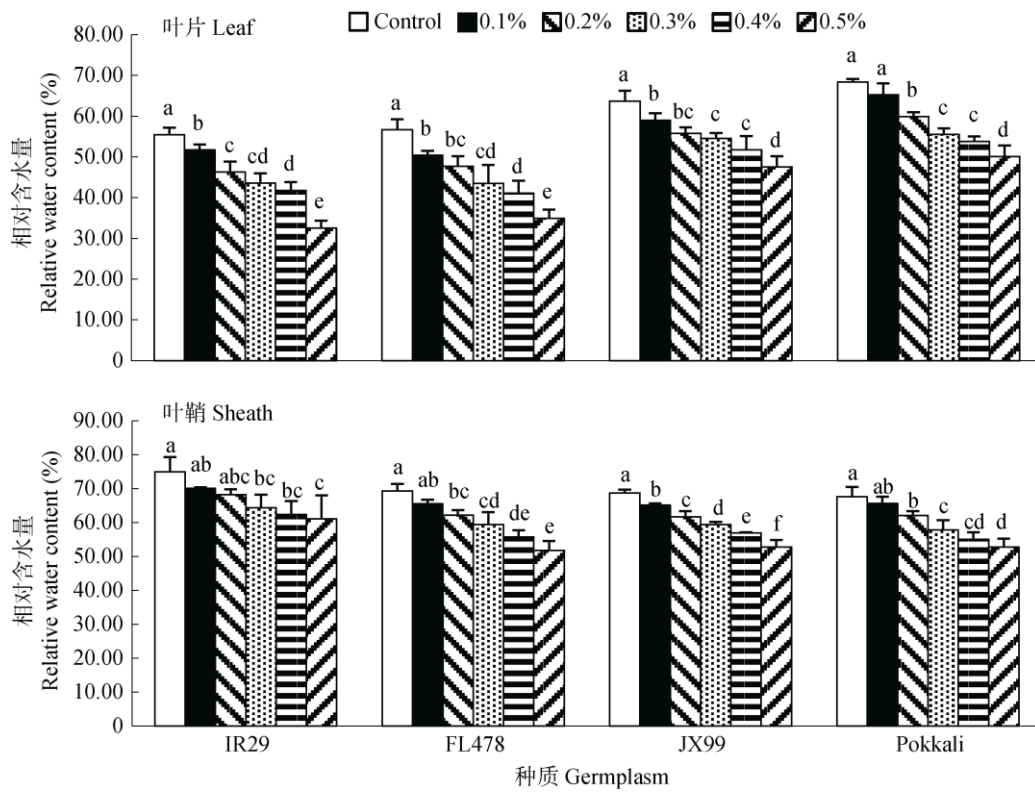 叶片 Leaf
Control 0.1% 0.2% 0.3% 0.4% 0.5%
相对含水量
Relative water content (%)
80.00
70.00
60.00
50.00
40.00
30.00
20.00
10.00
0
a b c cd d e
a b bc cd d e
a b bc c c d
a a b c c d
叶鞘 Sheath
相对含水量
Relative water content (%)
90.00
80.00
70.00
60.00
50.00
40.00
30.00
20.00
10.00
0
a ab abc bc bc c
a ab bc cd de e
a b c d e f
a ab b c cd d
IR29 FL478 JX99 Pokkali
种质 Germplasm